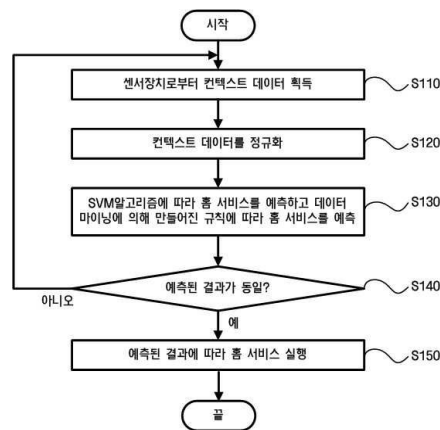 시작
센서장치로부터 컨텍스트 데이터 획득
S110
컨텍스트 데이터를 정규화
S120
SVM알고리즘에 따라 홈 서비스를 예측하고 데이터
마이닝에 의해 만들어진 규칙에 따라 홈 서비스를 예측
S130
예측된 결과가 동일?
S140
아니오
예
예측된 결과에 따라 홈 서비스 실행
S150
끝